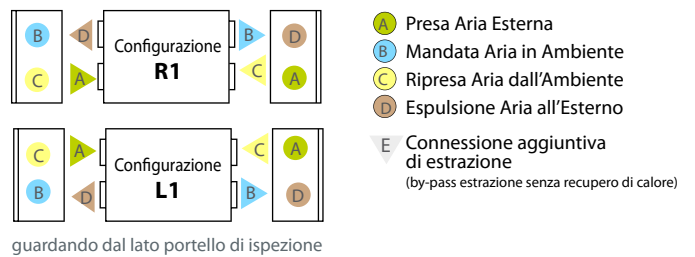 B D Configurazione B D
R1
C A C A
C A Configurazione C A
L1
B D B D
guardando dal lato portello di ispezione
A Presa Aria Esterna
B Mandata Aria in Ambiente
C Ripresa Aria dall'Ambiente
D Espulsione Aria all'Esterno
E Connessione aggiuntiva
di estrazione
(by-pass estrazione senza recupero di calore)